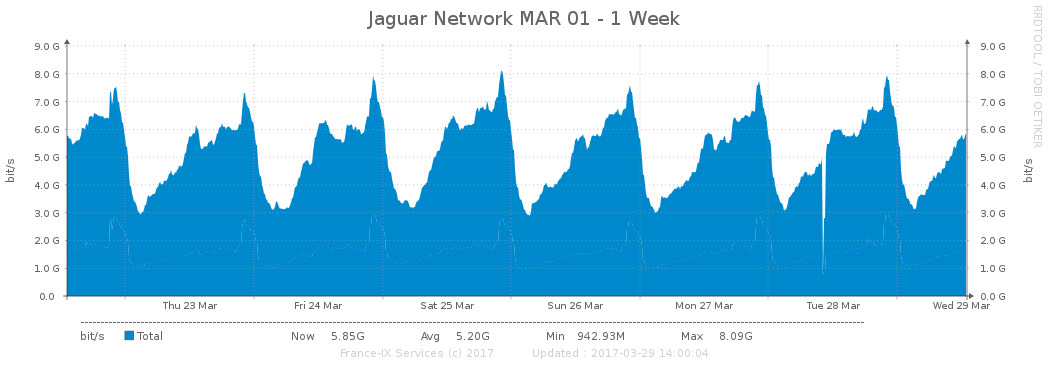 Jaguar Network MAR 01 - 1 Week
RRDTOOL / TOBI OETIKER
bit/s
bit/s
9.0 G 9.0 G
8.0 G 8.0 G
7.0 G 7.0 G
6.0 G 6.0 G
5.0 G 5.0 G
4.0 G 4.0 G
3.0 G 3.0 G
2.0 G 2.0 G
1.0 G 1.0 G
0.0 0.0 G
Thu 23 Mar Fri 24 Mar Sat 25 Mar Sun 26 Mar Mon 27 Mar Tue 28 Mar Wed 29 Mar
bit/s Total Now 5.85G Avg 5.20G Min 942.93M Max 8.09G
France-IX Services (c) 2017 Updated : 2017-03-29 14:00:04